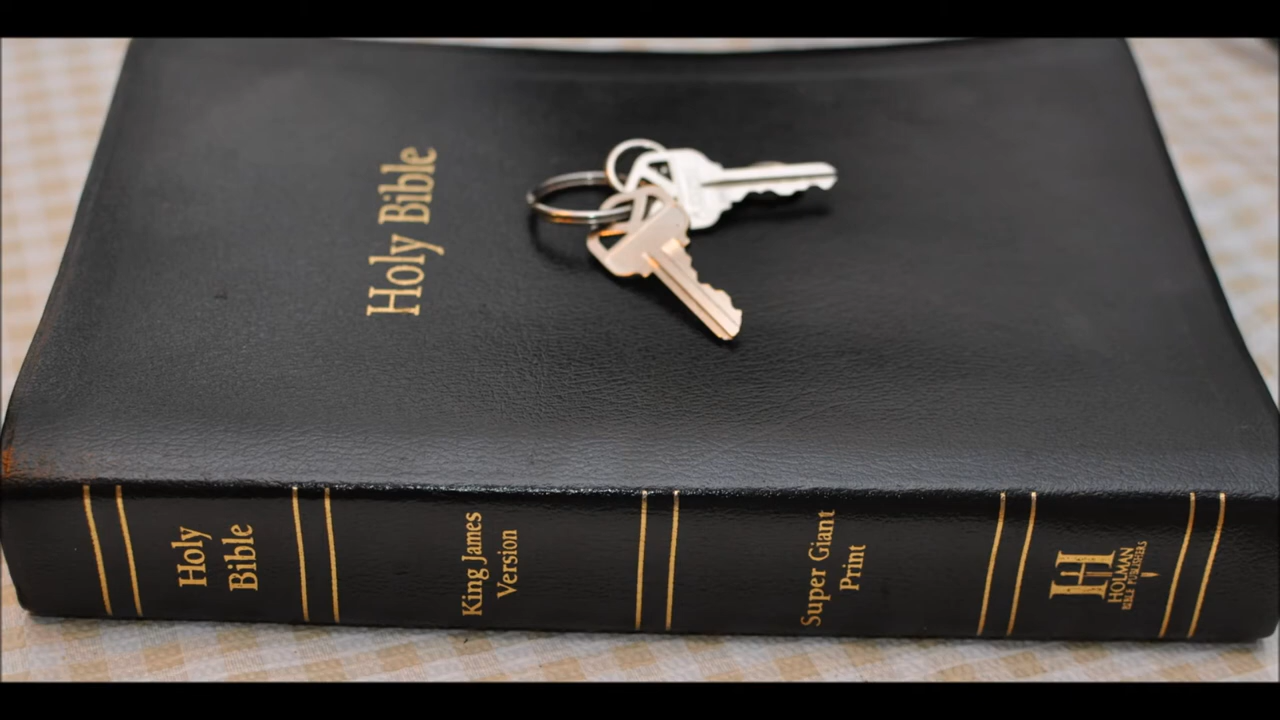 Holy Bible
Holy
Bible
King James
Version
Super Giant
Print
HOLMAN
BIBLE PUBLISHERS